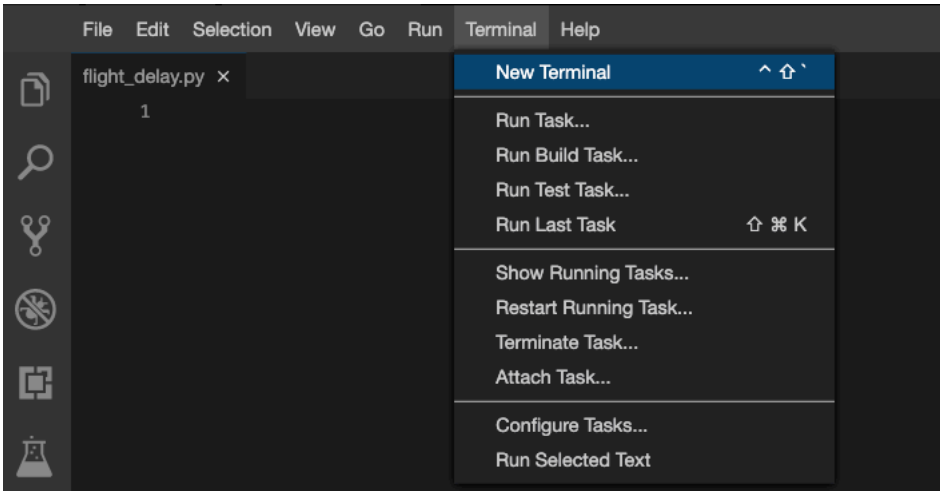 File Edit Selection View Go Run Terminal Help
flight_delay.py ×
1
New Terminal ^ ⇧ `
Run Task...
Run Build Task...
Run Test Task...
Run Last Task ⇧ ⌘ K
Show Running Tasks...
Restart Running Task...
Terminate Task...
Attach Task...
Configure Tasks...
Run Selected Text